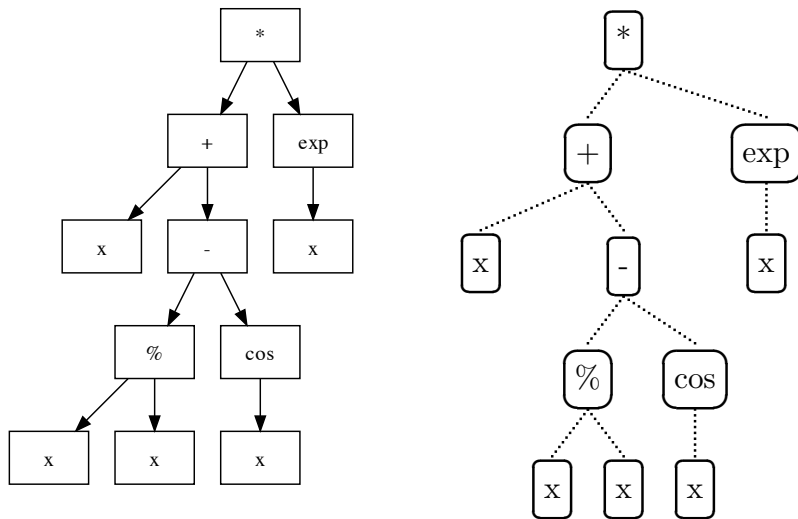 *
+ exp
x - x
% cos
x x x
*
+ exp
x - x
% cos
x x x